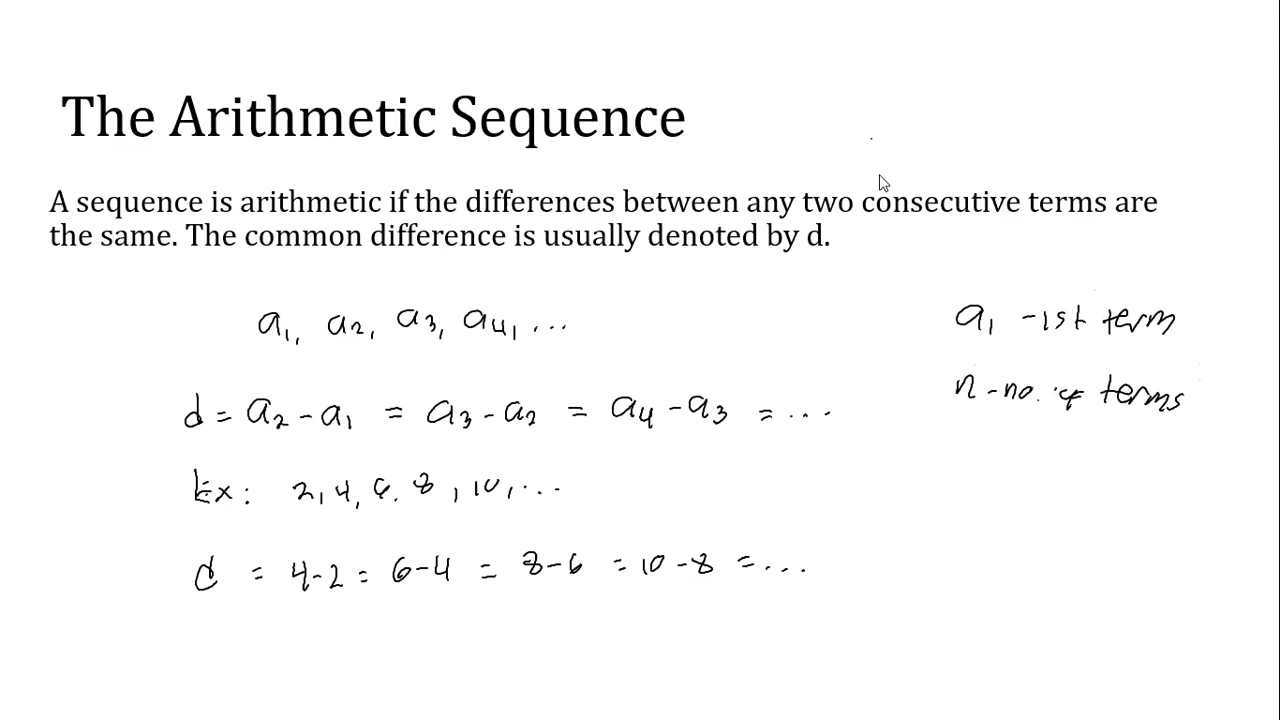 The Arithmetic Sequence
A sequence is arithmetic if the differences between any two consecutive terms are
the same. The common difference is usually denoted by d.
a₁, a₂, a₃, a₄, ...
a₁ - 1st term
d = a₂ - a₁ = a₃ - a₂ = a₄ - a₃ = ...
n - no. of terms
Ex: 2, 4, 6, 8, 10, ...
d = 4-2 = 6-4 = 8-6 = 10-8 = ...